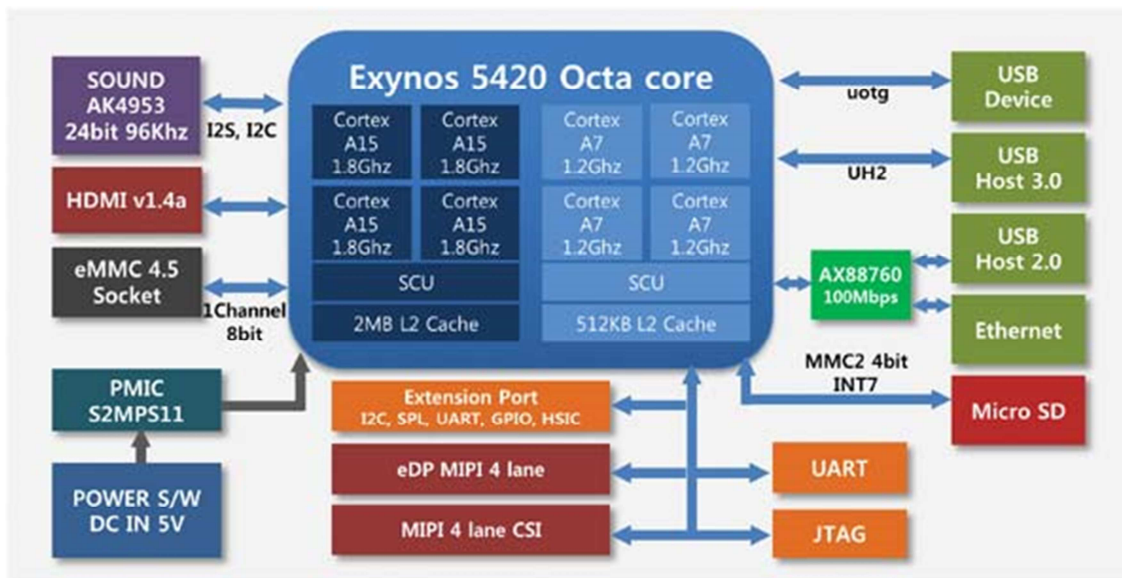 Exynos 5420 Octa core
SOUND
AK4953
24bit 96Khz
I2S, I2C
HDMI v1.4a
eMMC 4.5
Socket
1Channel
8bit
PMIC
S2MPS11
POWER S/W
DC IN 5V
Cortex
A15
1.8Ghz
Cortex
A15
1.8Ghz
Cortex
A7
1.2Ghz
Cortex
A7
1.2Ghz
Cortex
A15
1.8Ghz
Cortex
A15
1.8Ghz
Cortex
A7
1.2Ghz
Cortex
A7
1.2Ghz
SCU
SCU
2MB L2 Cache
512KB L2 Cache
uotg
USB
Device
UH2
USB
Host 3.0
AX88760
100Mbps
USB
Host 2.0
Ethernet
MMC2 4bit
INT7
Micro SD
Extension Port
I2C, SPL, UART, GPIO, HSIC
eDP MIPI 4 lane
UART
MIPI 4 lane CSI
JTAG